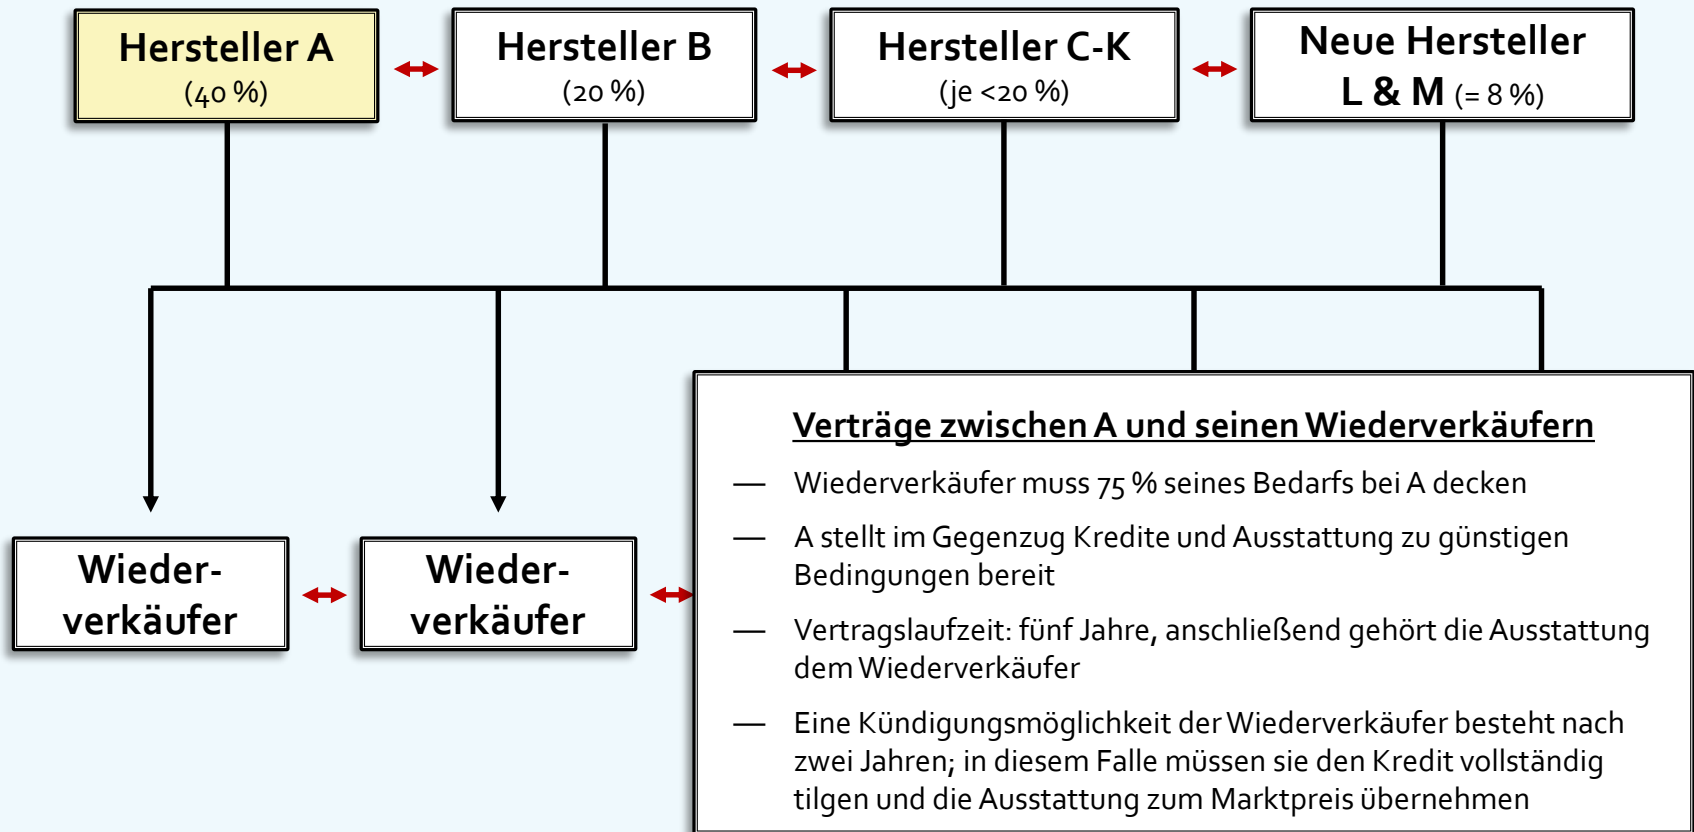 Hersteller A
(40 %)
Hersteller B
(20 %)
Hersteller C-K
(je <20 %)
Neue Hersteller
L & M (= 8 %)
Wieder-
verkäufer
Wieder-
verkäufer
Verträge zwischen A und seinen Wiederverkäufern
— Wiederverkäufer muss 75 % seines Bedarfs bei A decken
— A stellt im Gegenzug Kredite und Ausstattung zu günstigen
Bedingungen bereit
— Vertragslaufzeit: fünf Jahre, anschließend gehört die Ausstattung
dem Wiederverkäufer
— Eine Kündigungsmöglichkeit der Wiederverkäufer besteht nach
zwei Jahren; in diesem Falle müssen sie den Kredit vollständig
tilgen und die Ausstattung zum Marktpreis übernehmen